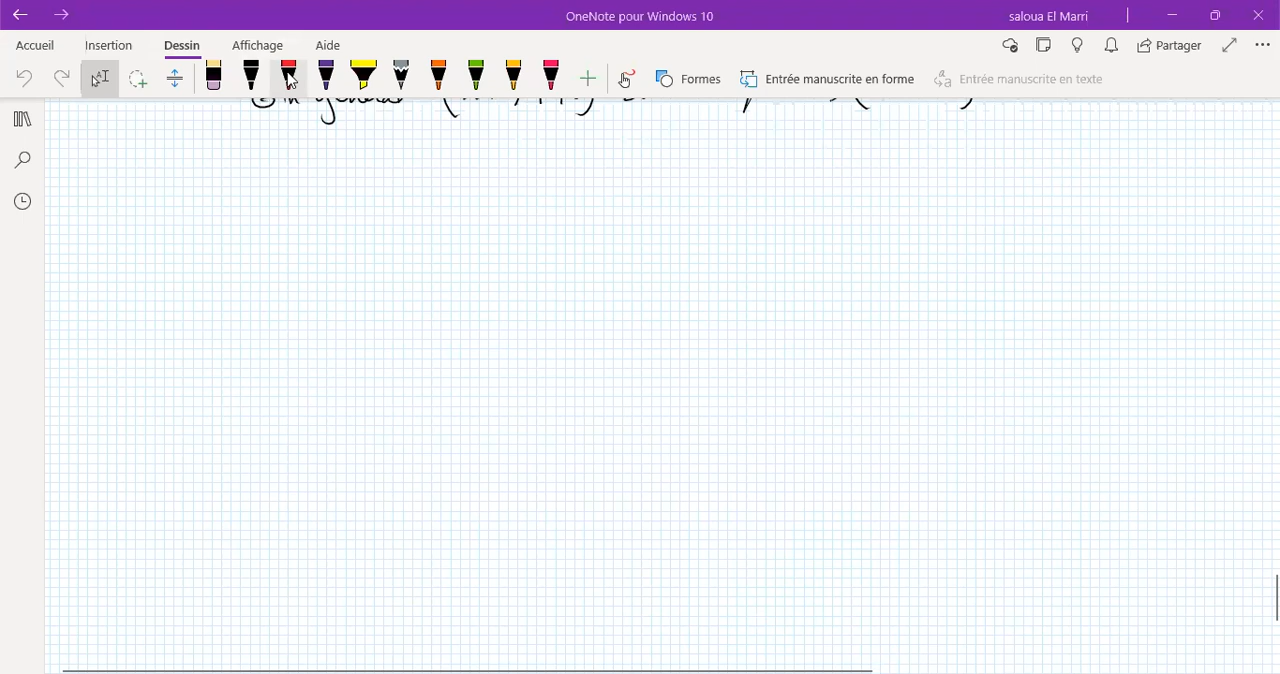 OneNote pour Windows 10
saloua El Marri
Accueil Insertion Dessin Affichage Aide
Partager
Formes Entrée manuscrite en forme Entrée manuscrite en texte